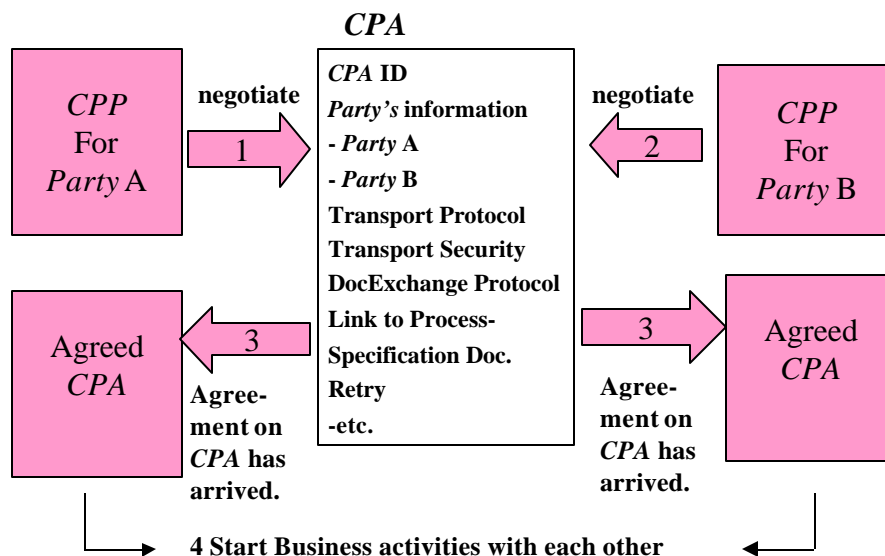 CPA
CPP
For
Party A
negotiate
1
CPA ID
Party’s information
- Party A
- Party B
Transport Protocol
Transport Security
DocExchange Protocol
Link to Process-
Specification Doc.
Retry
-etc.
negotiate
2
CPP
For
Party B
Agreed
CPA
3
Agree-
ment on
CPA has
arrived.
3
Agree-
ment on
CPA has
arrived.
Agreed
CPA
4 Start Business activities with each other